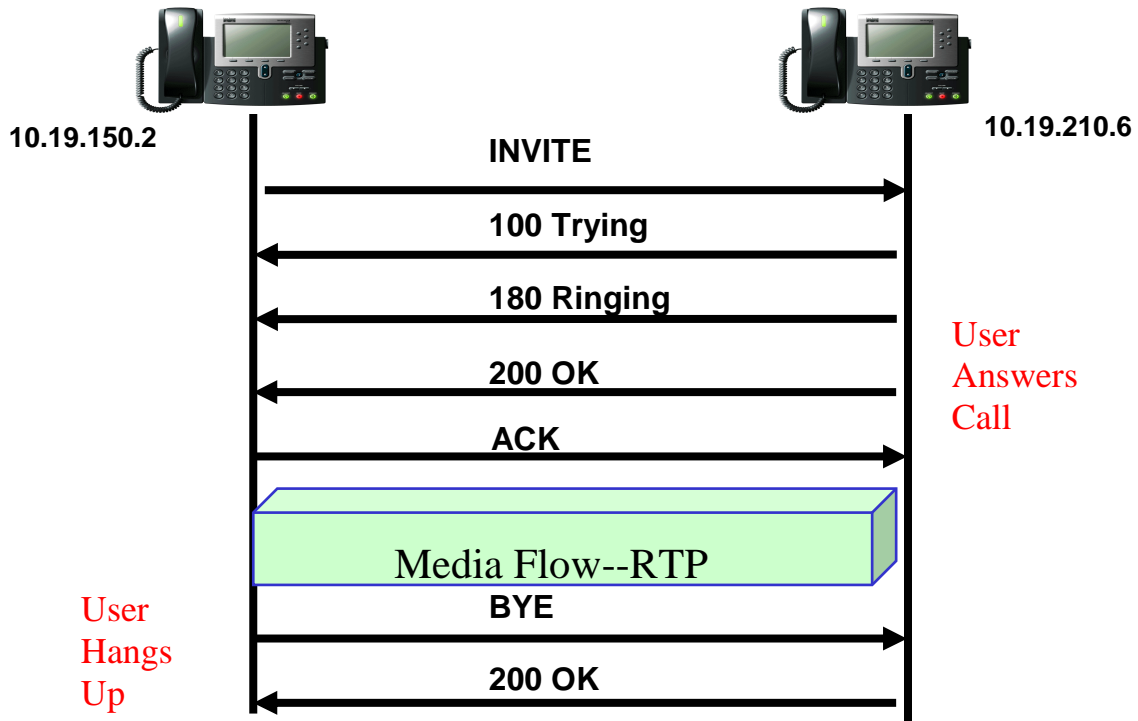 10.19.150.2
10.19.210.6
INVITE
100 Trying
180 Ringing
200 OK
User
Answers
Call
ACK
Media Flow--RTP
BYE
User
Hangs
Up
200 OK